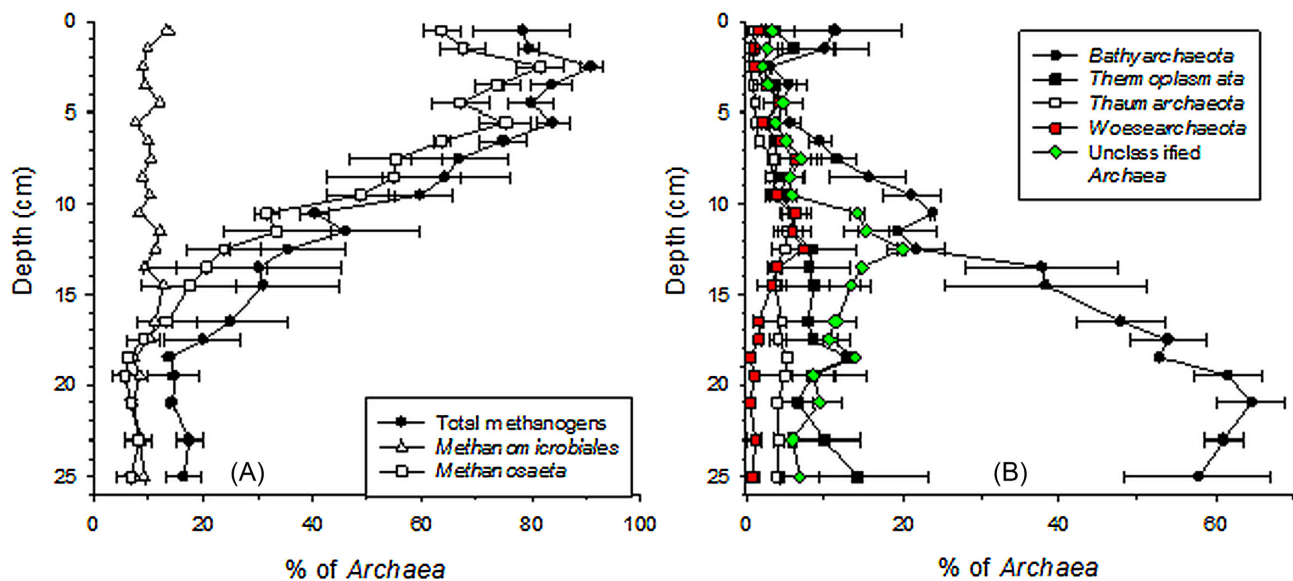 0
5
10
15
20
25
Depth (cm)
Total methanogens
Methanomicrobiales
Methanosaeta
(A)
0 20 40 60 80 100
% of Archaea
0
5
10
15
20
25
Depth (cm)
Bathyarchaeota
Thermoplasmata
Thaumarchaeota
Woesearchaeota
Unclassified
Archaea
(B)
0 20 40 60
% of Archaea